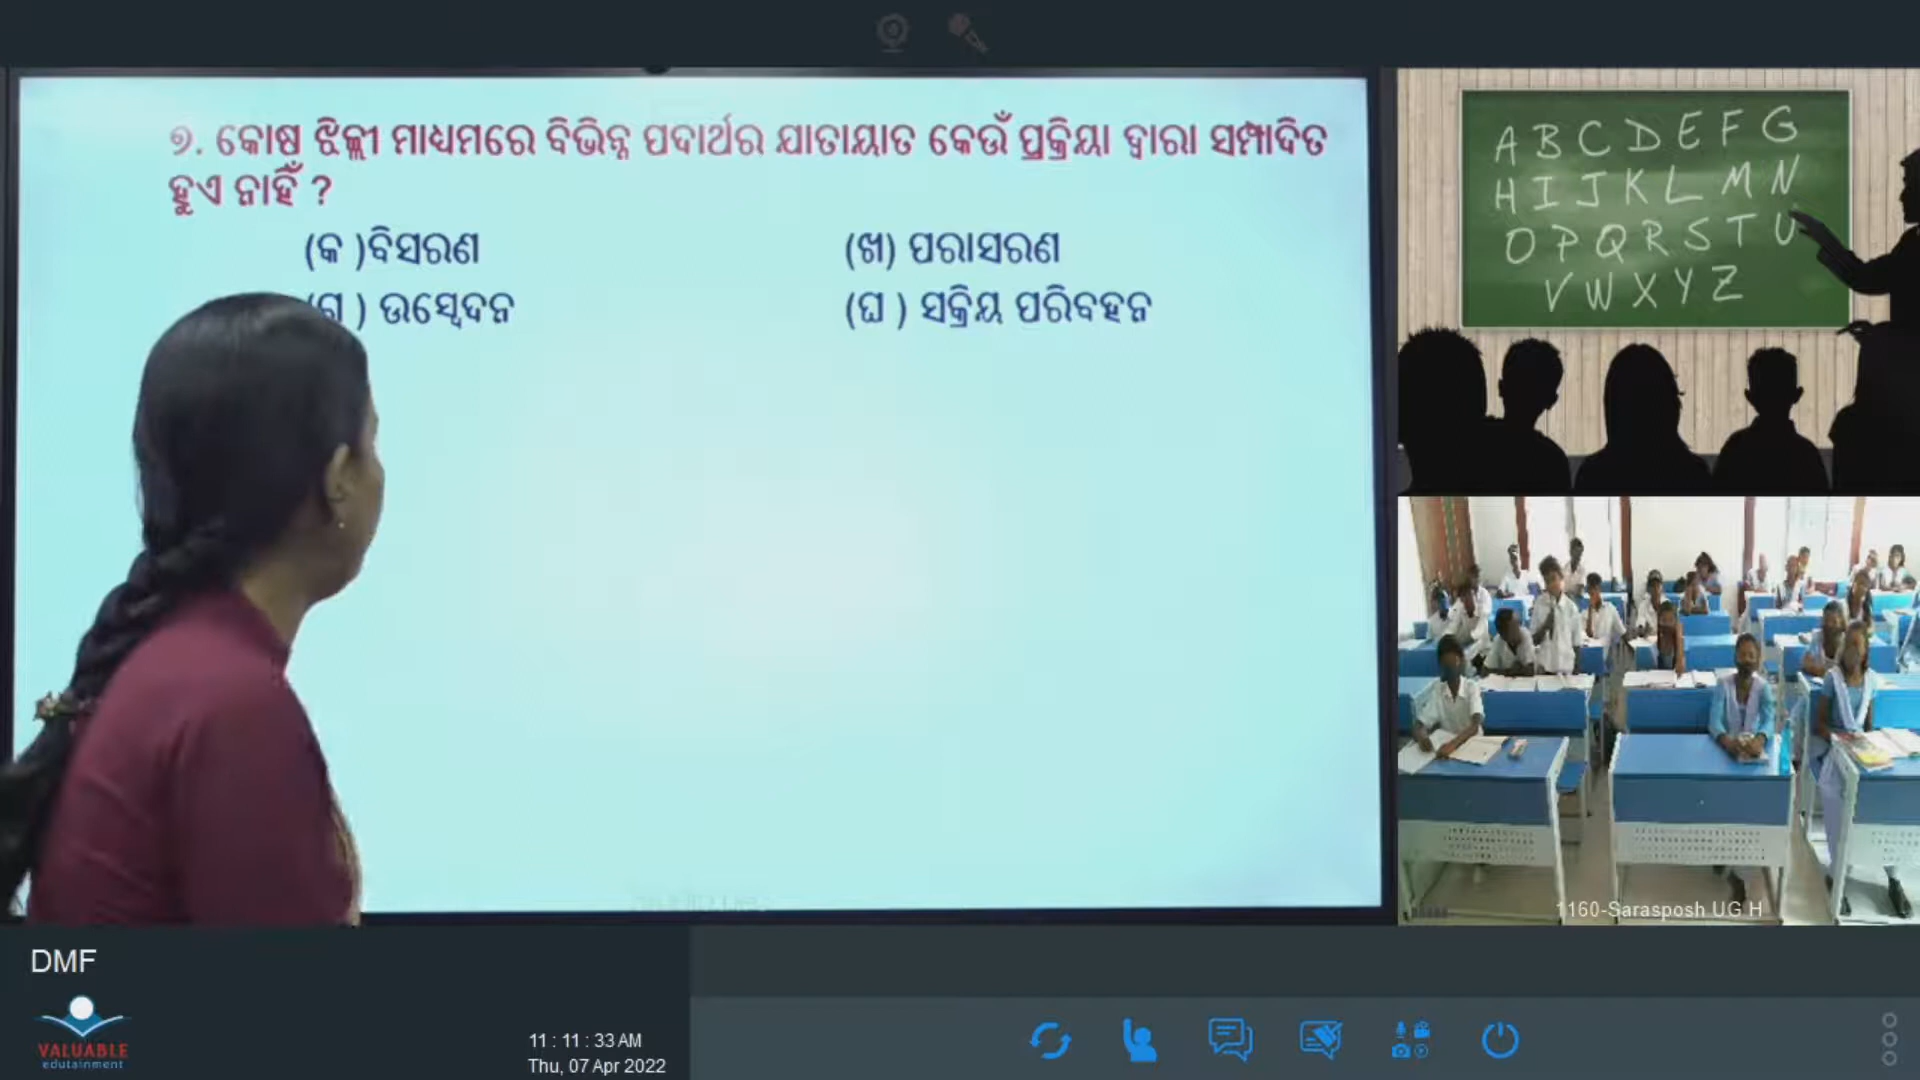 ୭. କୋଷ ଝିଲ୍ଲୀ ମାଧ୍ୟମରେ ବିଭିନ୍ନ ପଦାର୍ଥର ଯାତାୟାତ କେଉଁ ପ୍ରକ୍ରିୟା ଦ୍ୱାରା ସମ୍ପାଦିତ
ହୁଏ ନାହିଁ ?
(କ )ବିସରଣ (ଖ) ପରାସରଣ
(ଗ ) ଉତ୍ସ୍ୱେଦନ (ଘ ) ସକ୍ରିୟ ପରିବହନ
A B C D E F G
H I J K L M N
O P Q R S T U
V W X Y Z
1160-Sarasposh UG H
DMF
VALUABLE
edutainment
11 : 11 : 33 AM
Thu, 07 Apr 2022